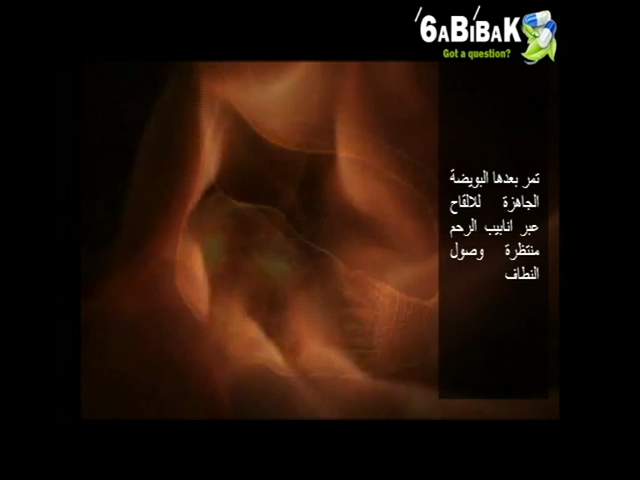 6ABIBAK
Got a question?
تمر بعدها البويضة
الجاهزة للالقاح
عبر انابيب الرحم
منتظرة وصول
النطاف